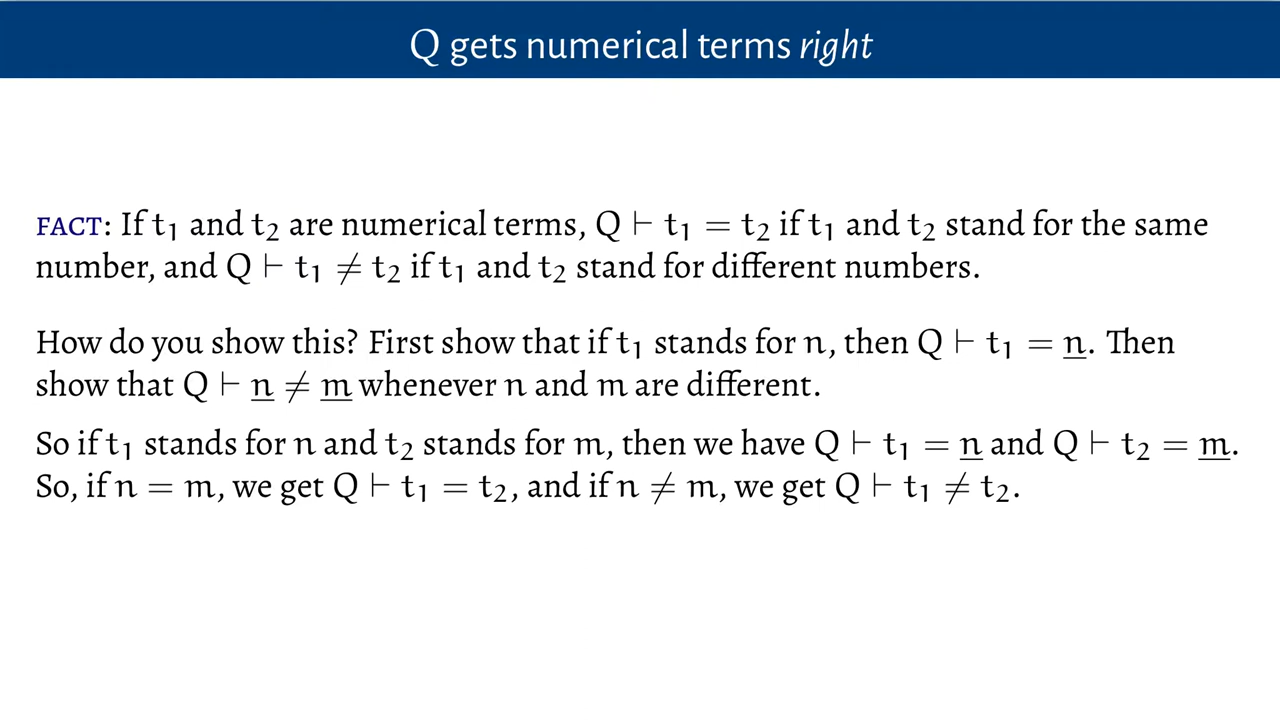 Q gets numerical terms right
FACT: If t₁ and t₂ are numerical terms, Q ⊢ t₁ = t₂ if t₁ and t₂ stand for the same
number, and Q ⊢ t₁ ≠ t₂ if t₁ and t₂ stand for different numbers.
How do you show this? First show that if t₁ stands for n, then Q ⊢ t₁ = n̲. Then
show that Q ⊢ n̲ ≠ m̲ whenever n and m are different.
So if t₁ stands for n and t₂ stands for m, then we have Q ⊢ t₁ = n̲ and Q ⊢ t₂ = m̲.
So, if n = m, we get Q ⊢ t₁ = t₂, and if n ≠ m, we get Q ⊢ t₁ ≠ t₂.